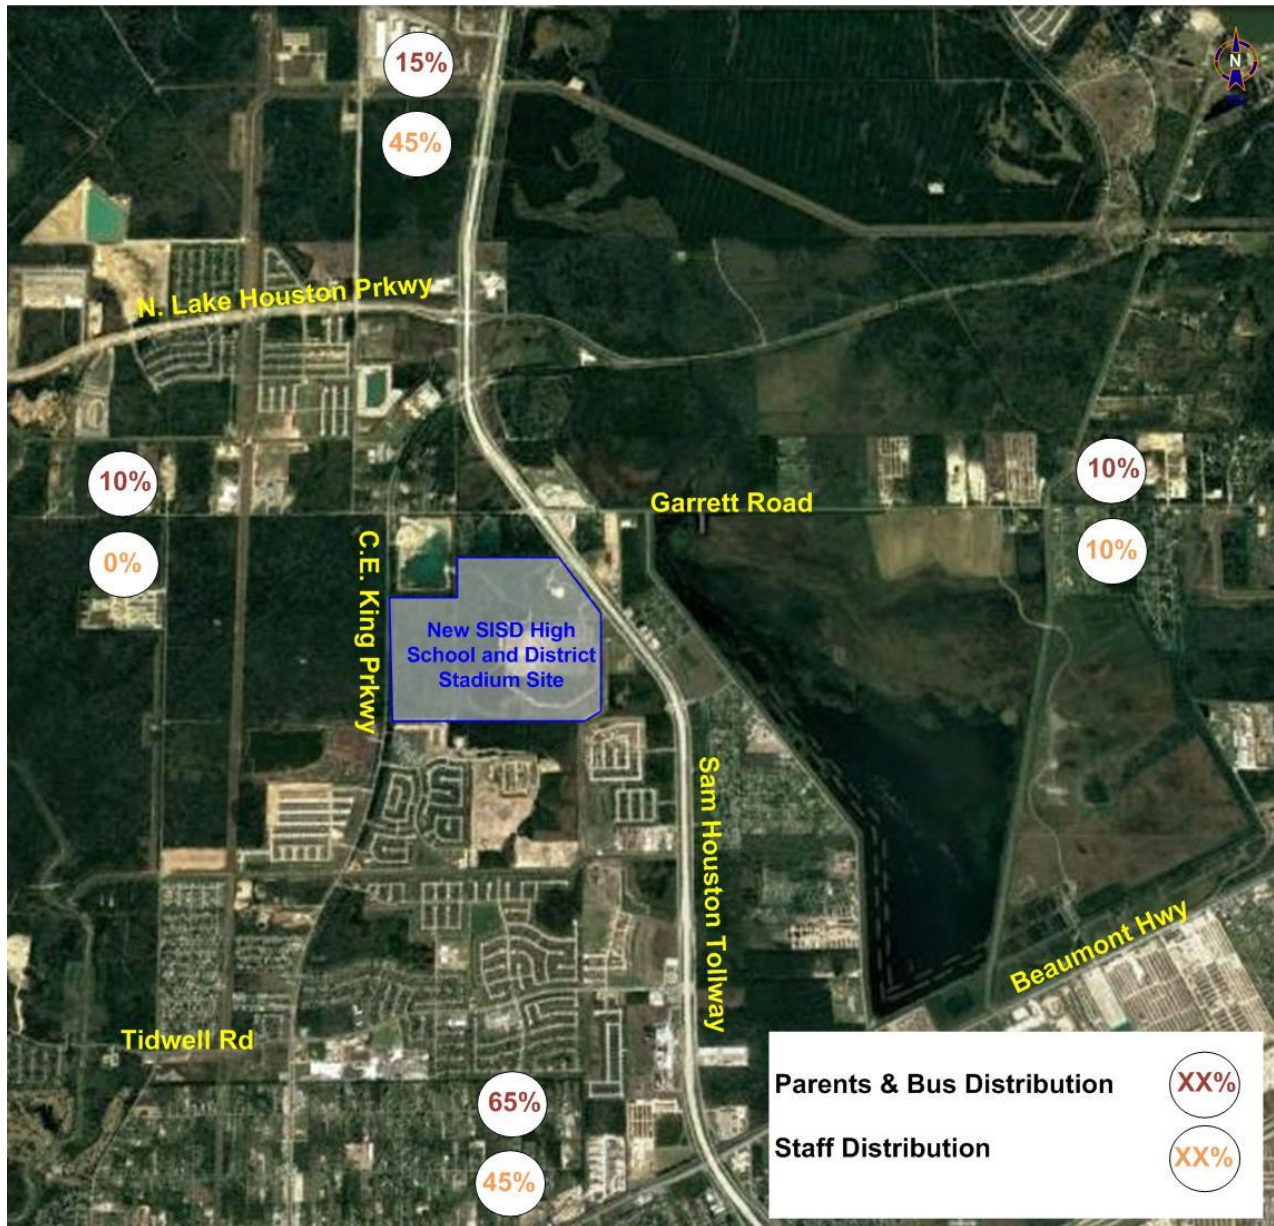 15%
N
45%
N. Lake Houston Prkwy
10%
10%
Garrett Road
0%
10%
C.E. King Prkwy
New SISD High
School and District
Stadium Site
Sam Houston Tollway
Beaumont Hwy
Tidwell Rd
65%
45%
Parents & Bus Distribution XX%
Staff Distribution XX%